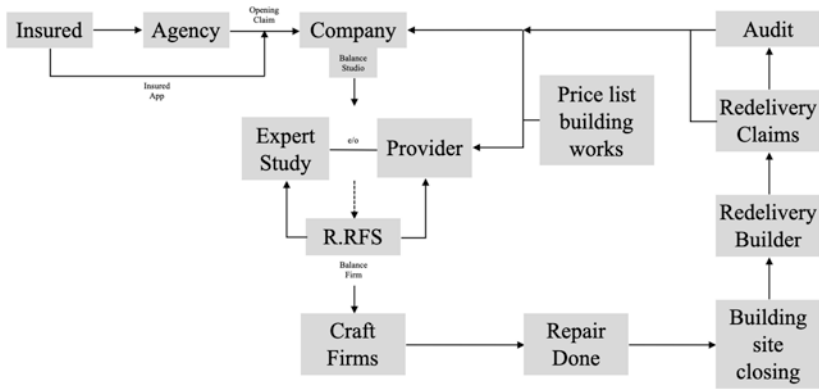 Insured
Agency
Opening
Claim
Company
Audit
Insured
App
Balance
Studio
Price list
building
works
Redelivery
Claims
Expert
Study
e/o
Provider
R.RFS
Redelivery
Builder
Balance
Firm
Craft
Firms
Repair
Done
Building
site
closing